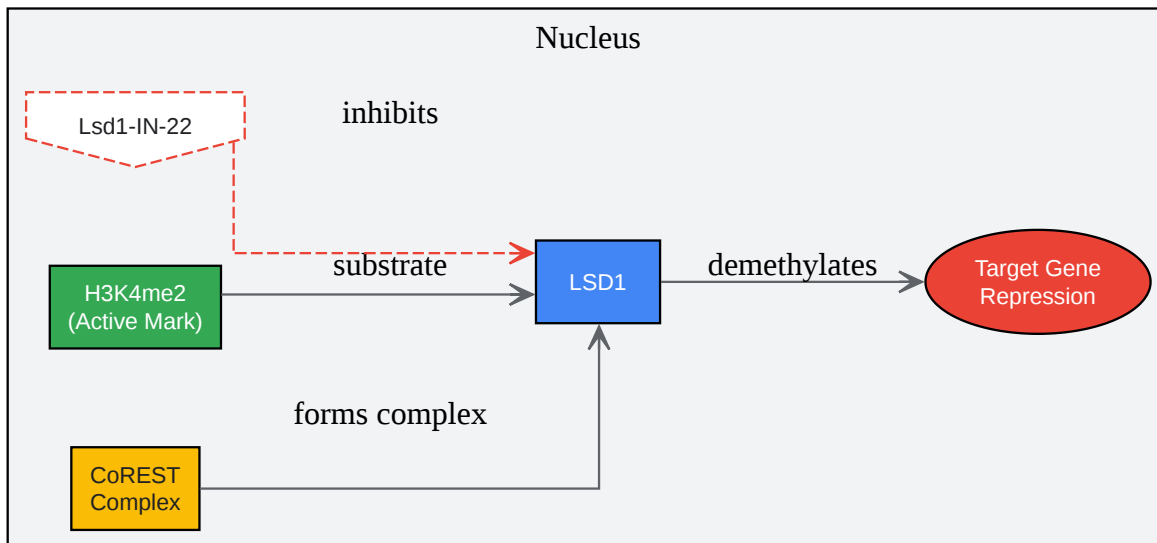 Nucleus
Lsd1-IN-22
inhibits
substrate
H3K4me2
(Active Mark)
LSD1
demethylates
Target Gene
Repression
forms complex
CoREST
Complex